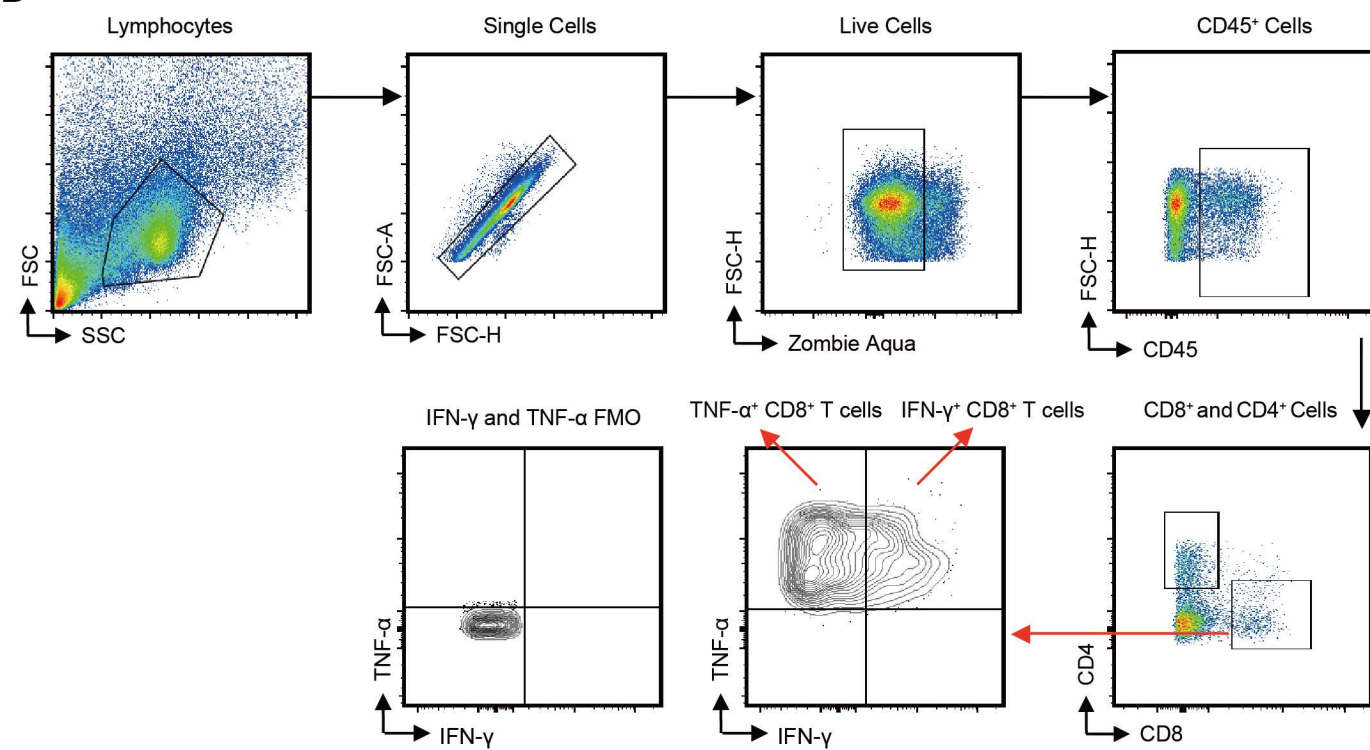 Lymphocytes
Single Cells
Live Cells
CD45⁺ Cells
FSC
SSC
FSC-A
FSC-H
FSC-H
Zombie Aqua
FSC-H
CD45
IFN-γ and TNF-α FMO
TNF-α⁺ CD8⁺ T cells
IFN-γ⁺ CD8⁺ T cells
CD8⁺ and CD4⁺ Cells
TNF-α
IFN-γ
TNF-α
IFN-γ
CD4
CD8